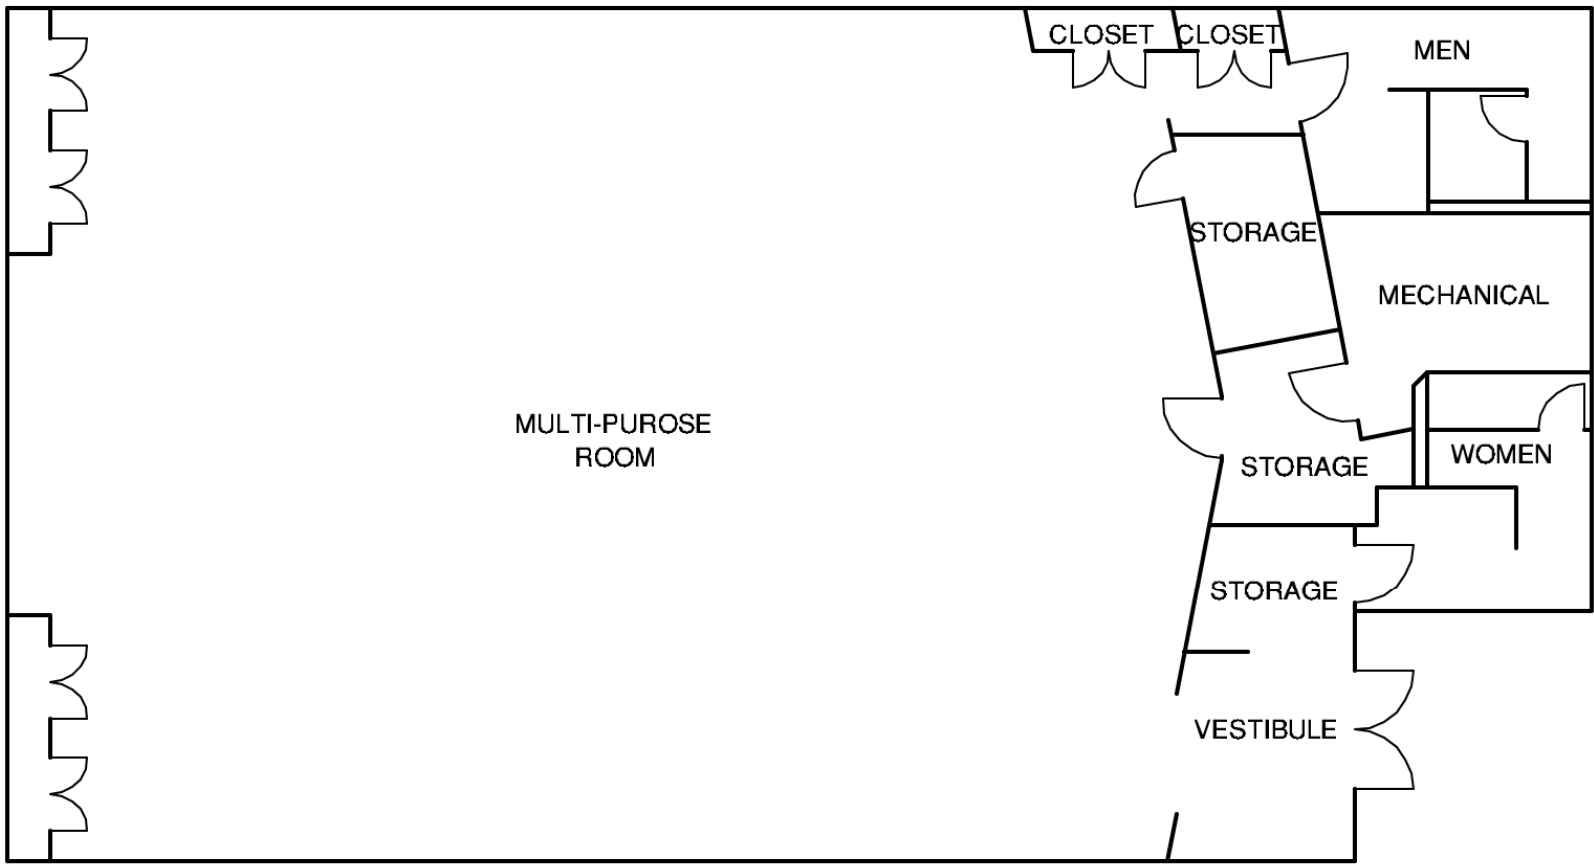 CLOSET
CLOSET
MEN
STORAGE
MECHANICAL
MULTI-PUROSE
ROOM
STORAGE
WOMEN
STORAGE
VESTIBULE